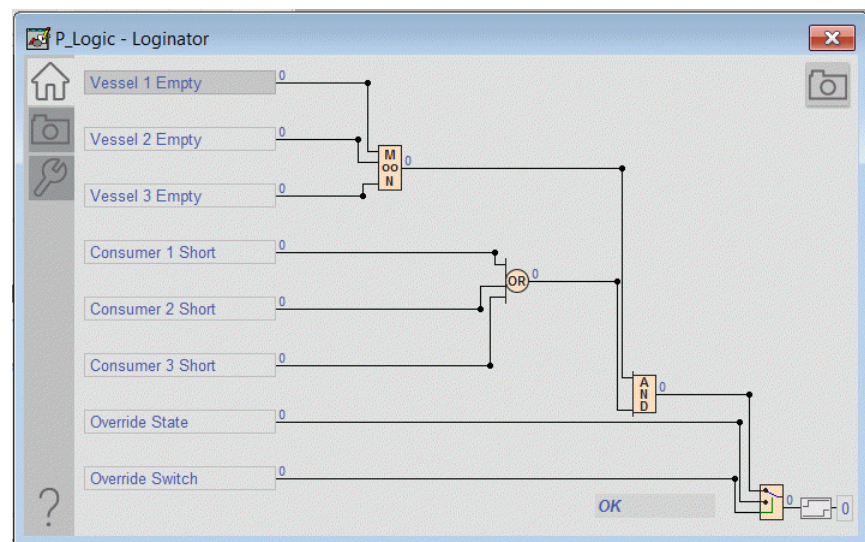 P_Logic - Loginator
Vessel 1 Empty 0
Vessel 2 Empty 0
M
oo
N
0
Vessel 3 Empty 0
Consumer 1 Short 0
OR 0
Consumer 2 Short 0
Consumer 3 Short 0
A
N
D
0
Override State 0
Override Switch 0
OK
0
0
?